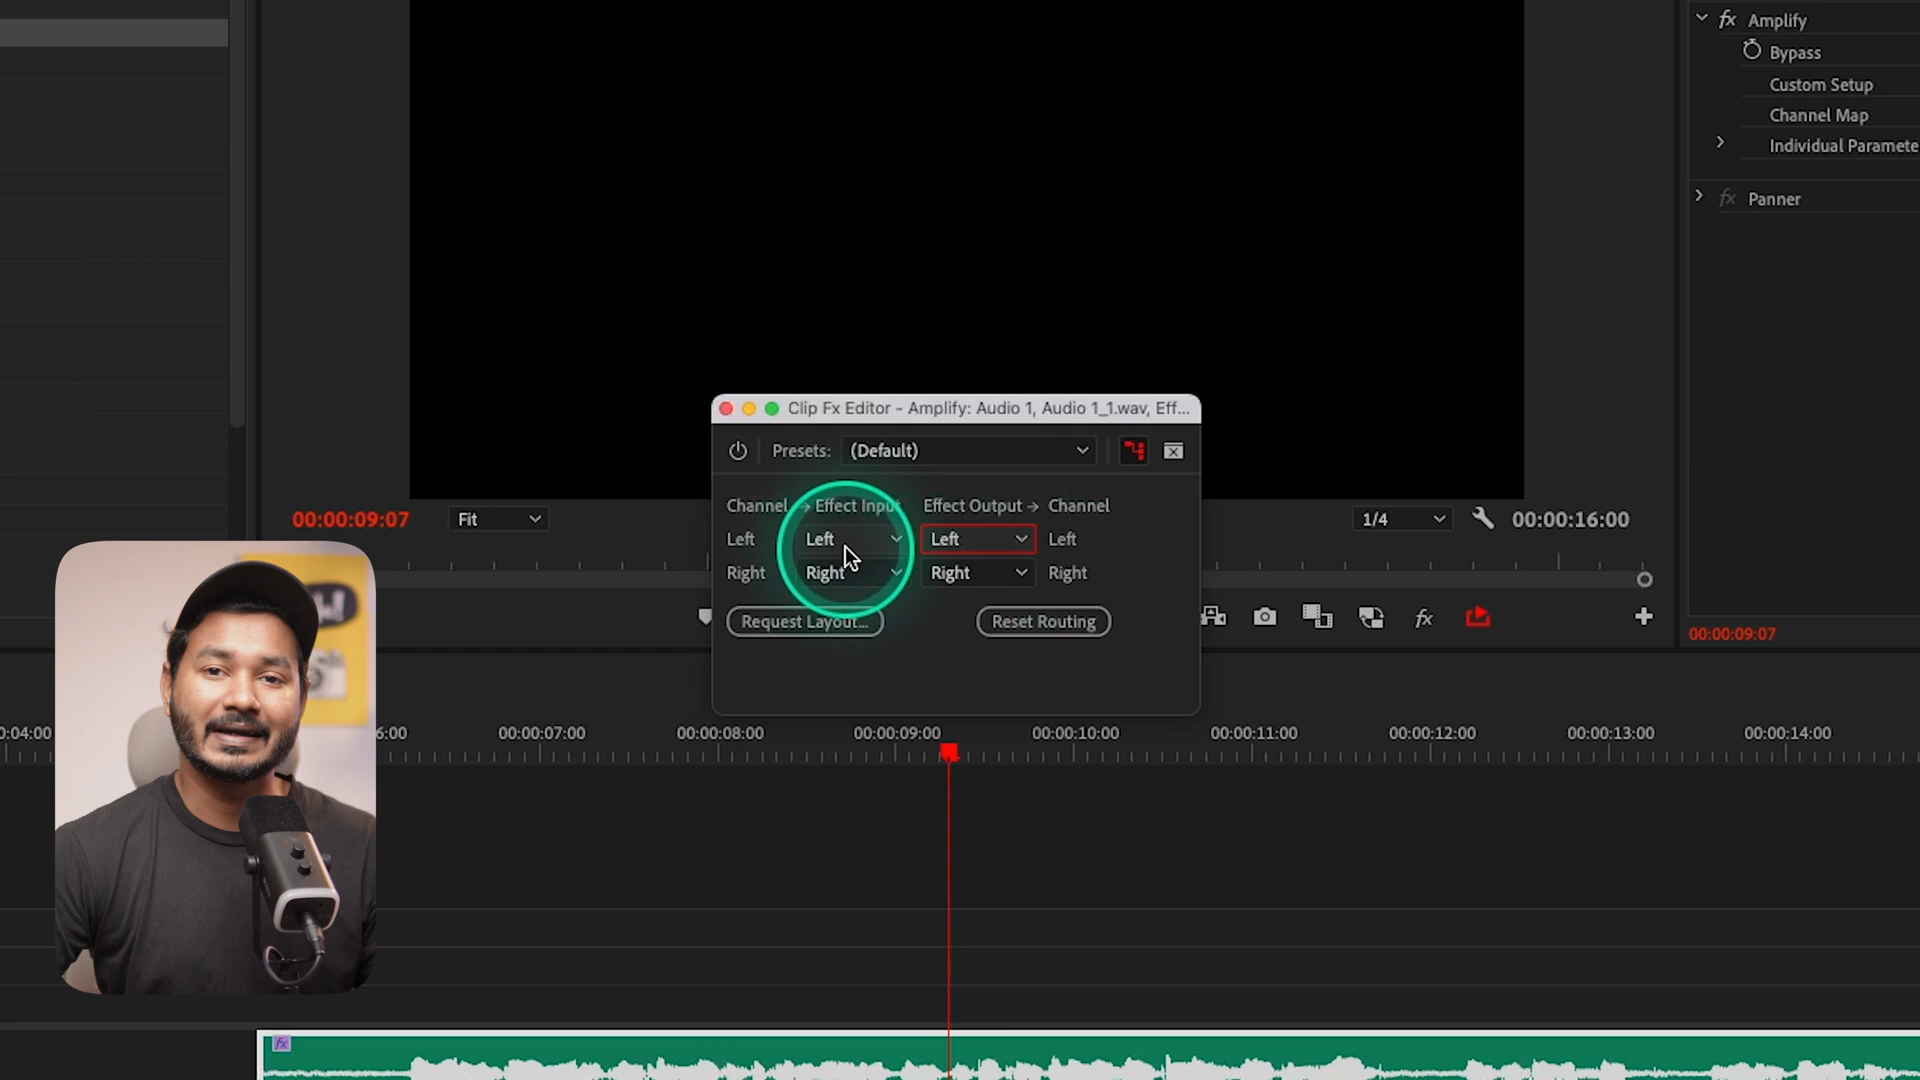 Amplify
Bypass
Custom Setup
Channel Map
Individual Paramete
Panner
Clip Fx Editor - Amplify: Audio 1, Audio 1_1.wav, Eff...
Presets: (Default)
Channel → Effect Input Effect Output → Channel
Left Left Left Left
Right Right Right Right
Request Layout... Reset Routing
00:00:09:07 Fit 1/4 00:00:16:00
fx
00:00:09:07
0:04:00 6:00 00:00:07:00 00:00:08:00 00:00:09:00 00:00:10:00 00:00:11:00 00:00:12:00 00:00:13:00 00:00:14:00
fx